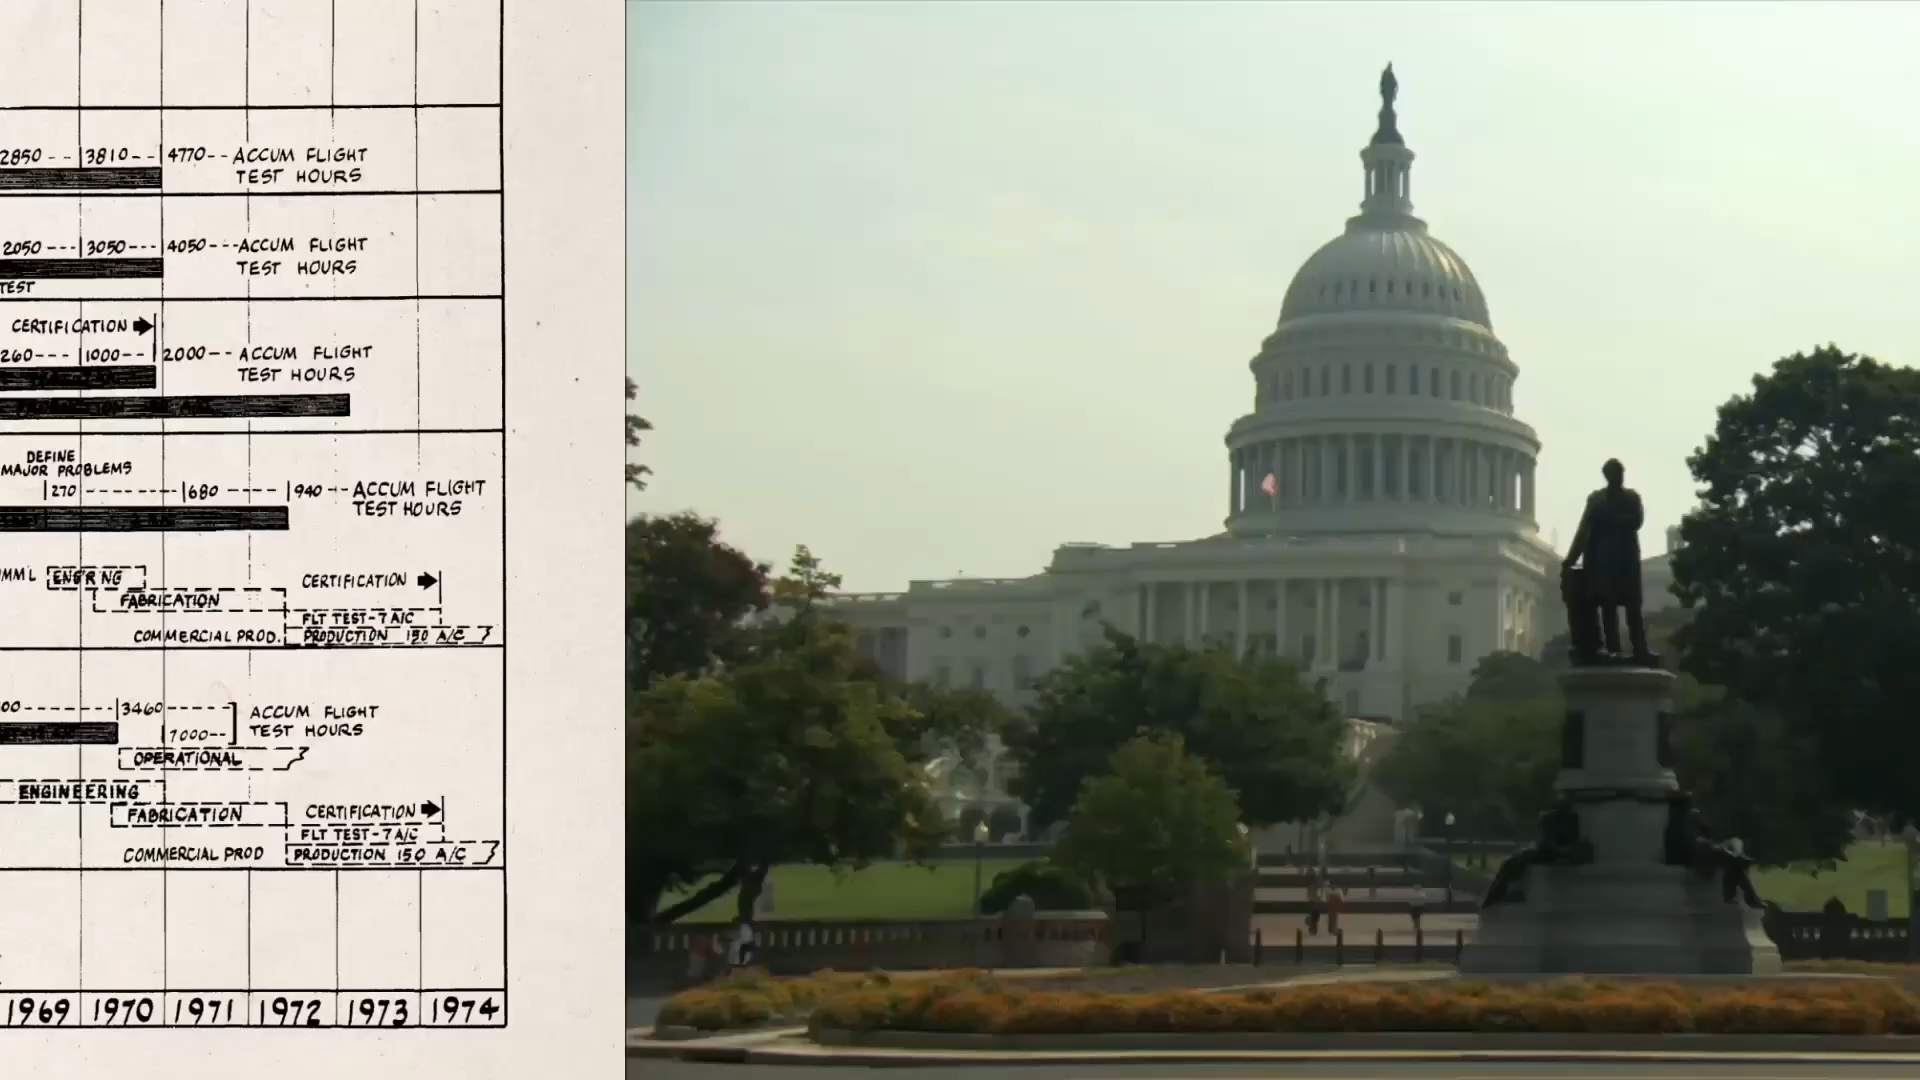 2850 -- |3810--|4770-- ACCUM FLIGHT
TEST HOURS
2050 ---|3050---|4050---ACCUM FLIGHT
TEST HOURS
TEST
CERTIFICATION
260--- |1000--|2000-- ACCUM FLIGHT
TEST HOURS
DEFINE
MAJOR PROBLEMS
|270 --------|680 ----|940 -- ACCUM FLIGHT
TEST HOURS
MML ENG'R'NG CERTIFICATION
FABRICATION
FLT TEST-7 A/C
COMMERCIAL PROD. PRODUCTION 150 A/C
00-------|3460----- ACCUM FLIGHT
7000-- TEST HOURS
OPERATIONAL
ENGINEERING
FABRICATION CERTIFICATION
FLT TEST-7 A/C
COMMERCIAL PROD PRODUCTION 150 A/C
1969 1970 1971 1972 1973 1974